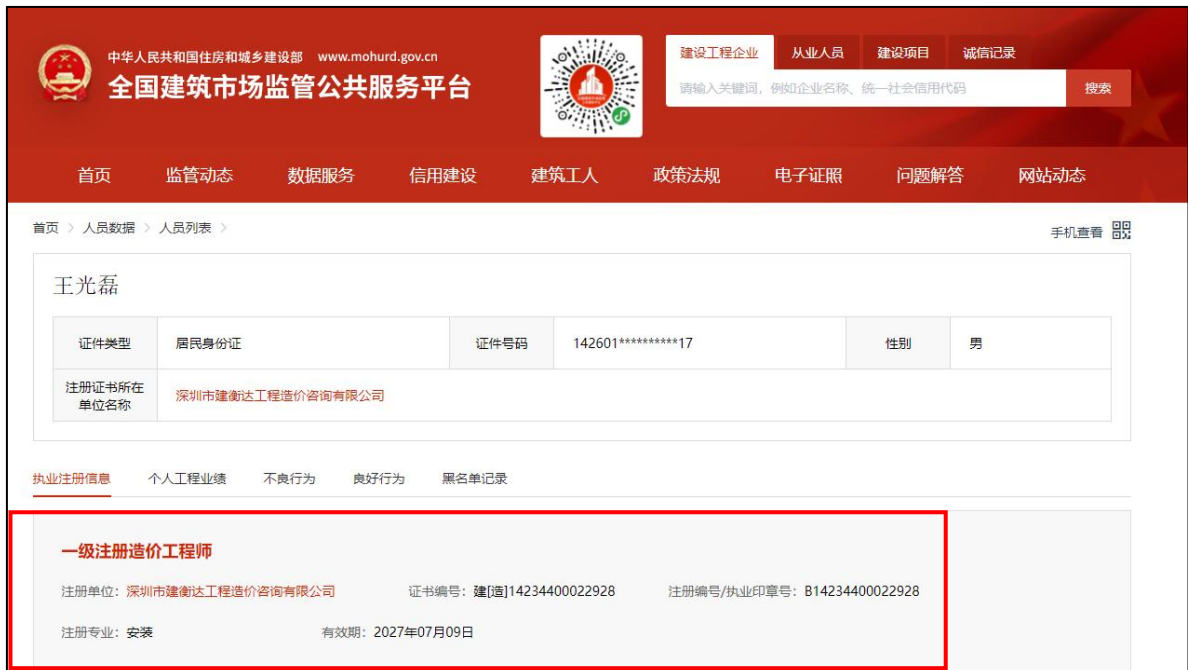 中华人民共和国住房和城乡建设部 www.mohurd.gov.cn
全国建筑市场监管公共服务平台
建设工程企业 从业人员 建设项目 诚信记录
请输入关键词，例如企业名称、统一社会信用代码 搜索
首页 监管动态 数据服务 信用建设 建筑工人 政策法规 电子证照 问题解答 网站动态
首页 > 人员数据 > 人员列表 >
手机查看
王光磊
证件类型 居民身份证 证件号码 142601**********17 性别 男
注册证书所在
单位名称
深圳市建衡达工程造价咨询有限公司
执业注册信息 个人工程业绩 不良行为 良好行为 黑名单记录
一级注册造价工程师
注册单位：深圳市建衡达工程造价咨询有限公司 证书编号：建[造]14234400022928 注册编号/执业印章号：B14234400022928
注册专业：安装 有效期：2027年07月09日